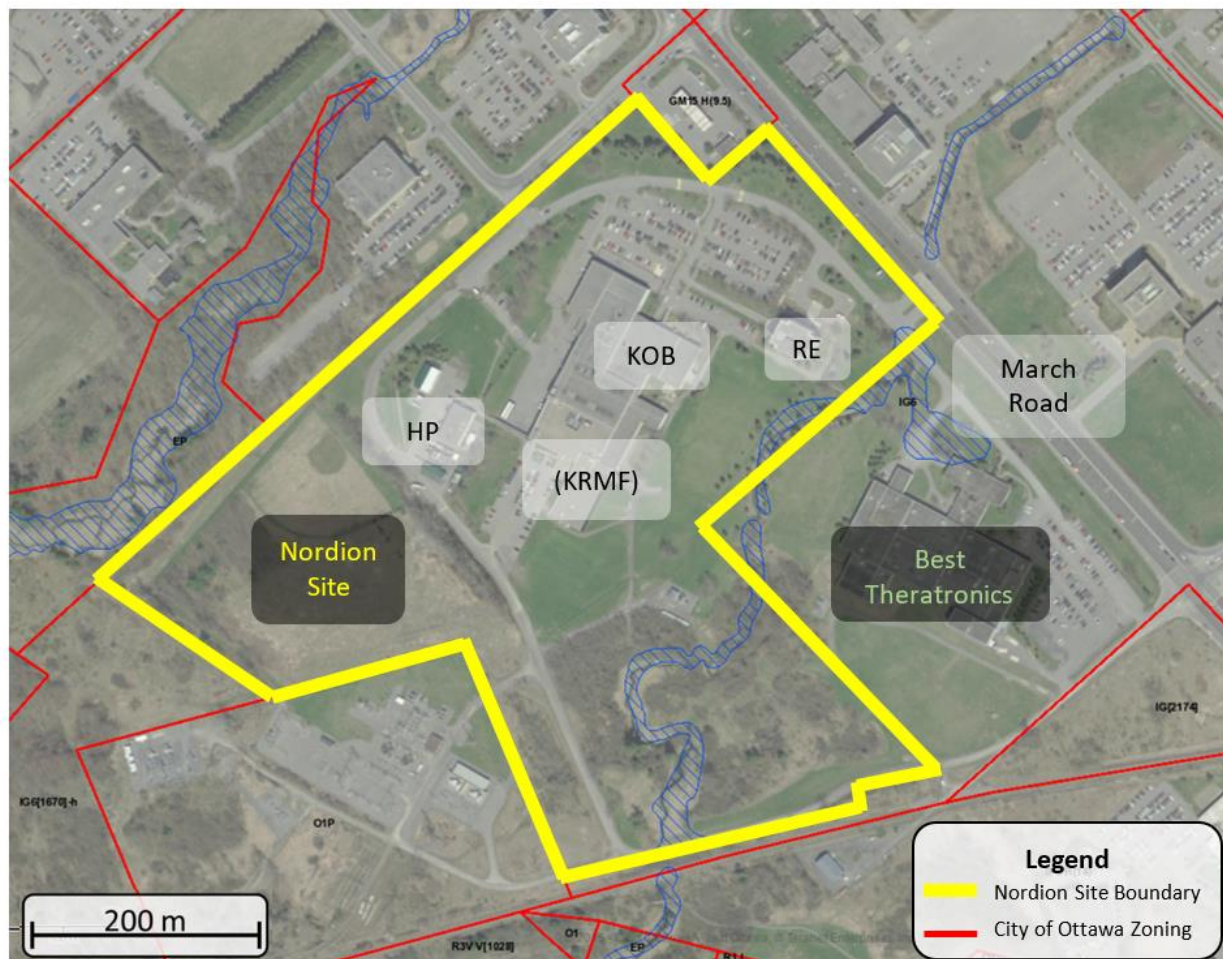 GM15 H(9.5)
KOB
RE
March
Road
IG6
HP
EP
(KRMF)
Nordion
Site
Best
Theratronics
IG[2174]
IG6[1670]-h
O1P
Legend
Nordion Site Boundary
City of Ottawa Zoning
200 m
R3V V[1028]
O1
EP